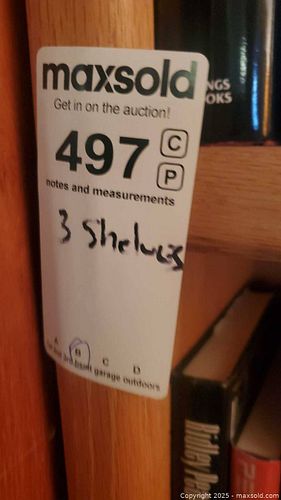 maxsold
Get in on the auction!
497
C
P
notes and measurements
3 Shelves
A B C D
garage outdoors
NGS
OKS
Copyright © 2025 - maxsold.com